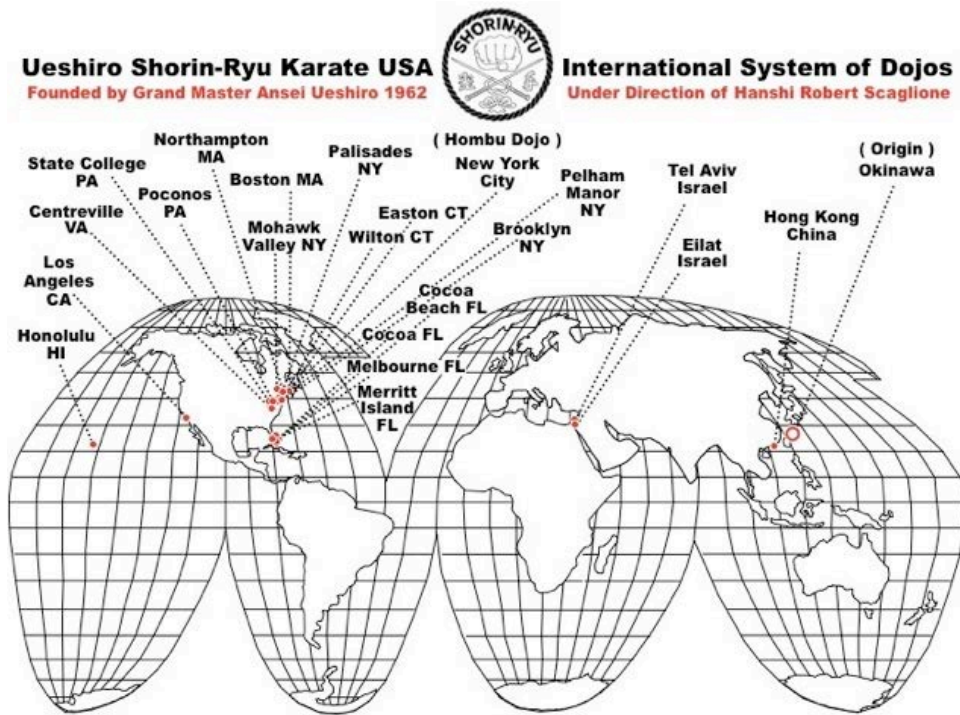 SHORIN-RYU
Ueshiro Shorin-Ryu Karate USA
International System of Dojos
Founded by Grand Master Ansei Ueshiro 1962
Under Direction of Hanshi Robert Scaglione
Northampton
MA
State College
PA
Poconos
PA
Centreville
VA
Los
Angeles
CA
Honolulu
HI
Boston MA
Mohawk
Valley NY
Palisades
NY
Easton CT
Wilton CT
( Hombu Dojo )
New York
City
Pelham
Manor
NY
Brooklyn
NY
Cocoa
Beach FL
Cocoa FL
Melbourne FL
Merritt
Island
FL
Tel Aviv
Israel
Eilat
Israel
Hong Kong
China
( Origin )
Okinawa